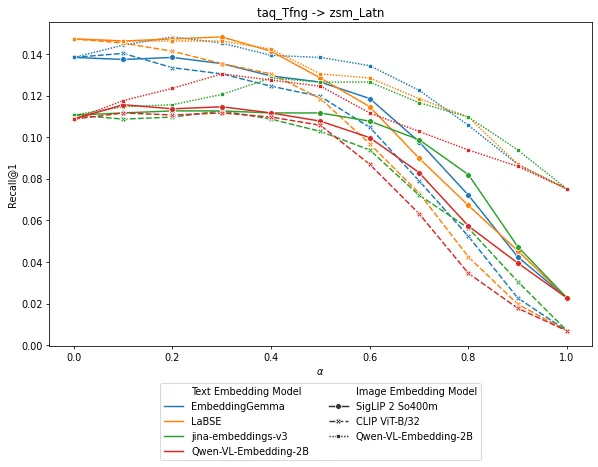 taq_Tfng -> zsm_Latn
Recall@1
0.14
0.12
0.10
0.08
0.06
0.04
0.02
0.00
0.0 0.2 0.4 0.6 0.8 1.0
α
Text Embedding Model Image Embedding Model
EmbeddingGemma SigLIP 2 So400m
LaBSE CLIP ViT-B/32
jina-embeddings-v3 Qwen-VL-Embedding-2B
Qwen-VL-Embedding-2B